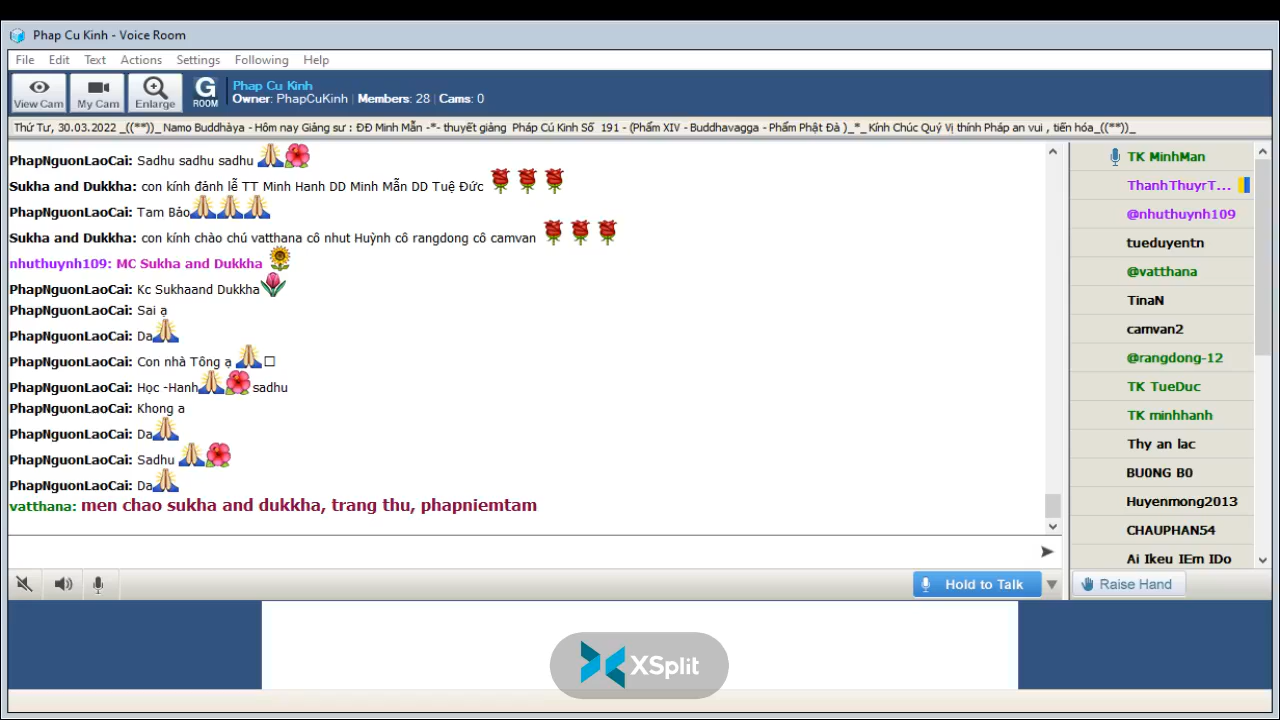 Phap Cu Kinh - Voice Room
File Edit Text Actions Settings Following Help
View Cam My Cam Enlarge G ROOM
Phap Cu Kinh
Owner: PhapCuKinh Members: 28 Cams: 0
Thứ Tư, 30.03.2022 _((**))_ Namo Buddhàya - Hôm nay Giảng sư : ĐĐ Minh Mẫn -*- thuyết giảng Pháp Cú Kinh Số 191 - (Phẩm XIV - Buddhavagga - Phẩm Phật Đà )_*_ Kính Chúc Quý Vị thính Pháp an vui , tiến hóa_((**))_
PhapNguonLaoCai: Sadhu sadhu sadhu
Sukha and Dukkha: con kính đảnh lễ TT Minh Hanh DD Minh Mẫn DD Tuệ Đức
PhapNguonLaoCai: Tam Bảo
Sukha and Dukkha: con kính chào chú vatthana cô nhut Huỳnh cô rangdong cô camvan
nhuthuynh109: MC Sukha and Dukkha
PhapNguonLaoCai: Kc Sukhaand Dukkha
PhapNguonLaoCai: Sai ạ
PhapNguonLaoCai: Da
PhapNguonLaoCai: Con nhà Tông ạ
PhapNguonLaoCai: Học -Hanh sadhu
PhapNguonLaoCai: Khong a
PhapNguonLaoCai: Da
PhapNguonLaoCai: Sadhu
PhapNguonLaoCai: Da
vatthana: men chao sukha and dukkha, trang thu, phapniemtam
TK MinhMan
ThanhThuyrT...
@nhuthuynh109
tueduyentn
@vatthana
TinaN
camvan2
@rangdong-12
TK TueDuc
TK minhhanh
Thy an lac
BU0NG B0
Huyenmong2013
CHAUPHAN54
Ai Ikeu IEm IDo
Hold to Talk
Raise Hand
XSplit